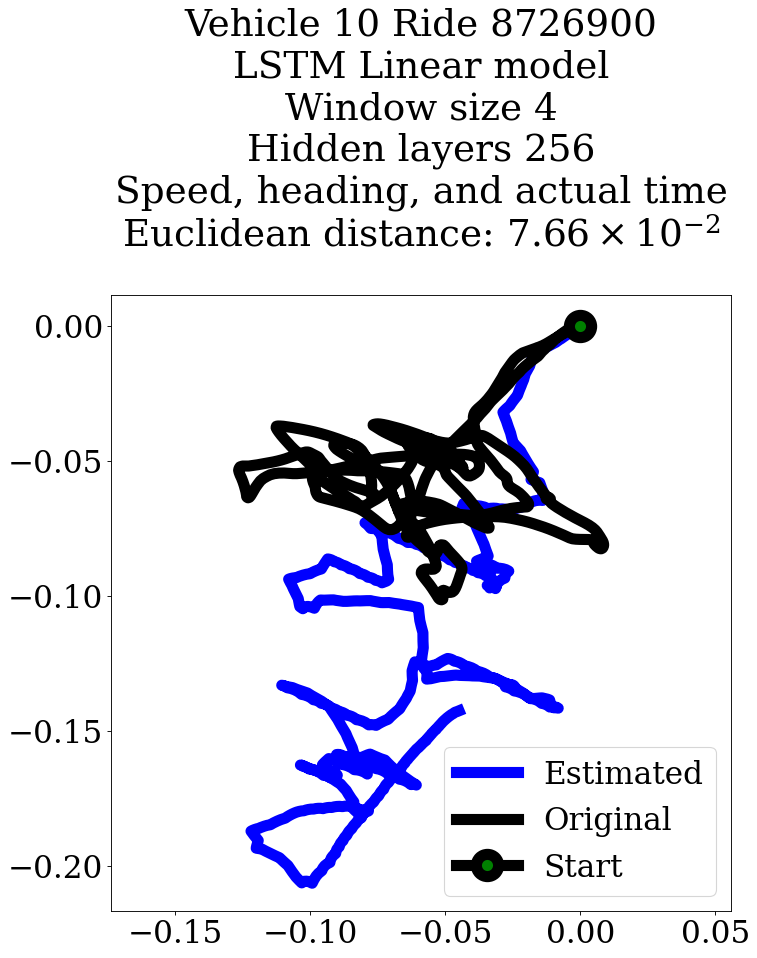 Vehicle 10 Ride 8726900
LSTM Linear model
Window size 4
Hidden layers 256
Speed, heading, and actual time
Euclidean distance: 7.66 × 10⁻²
0.00
−0.05
−0.10
−0.15
−0.20
Estimated
Original
Start
−0.15 −0.10 −0.05 0.00 0.05